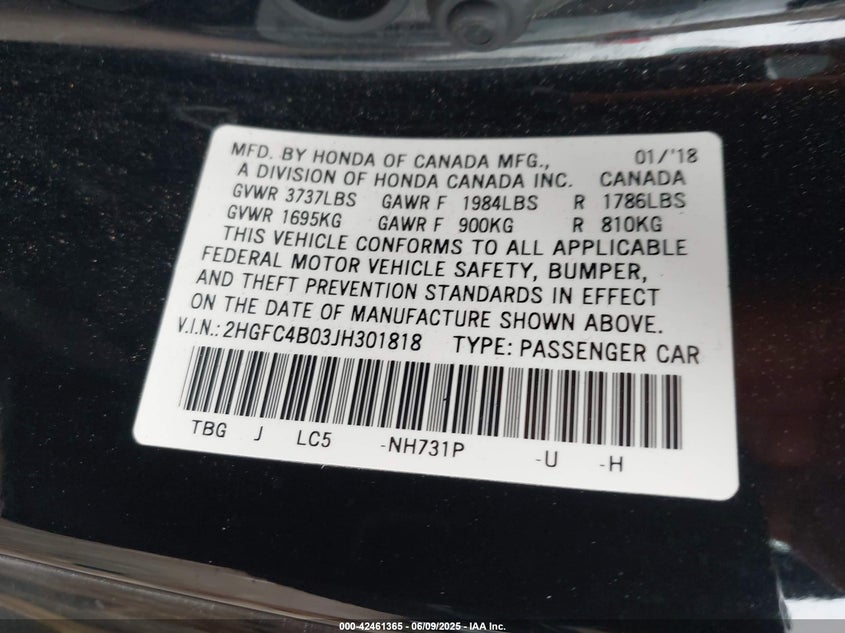 MFD. BY HONDA OF CANADA MFG., 01/'18
A DIVISION OF HONDA CANADA INC. CANADA
GVWR 3737LBS GAWR F 1984LBS R 1786LBS
GVWR 1695KG GAWR F 900KG R 810KG
THIS VEHICLE CONFORMS TO ALL APPLICABLE
FEDERAL MOTOR VEHICLE SAFETY, BUMPER,
AND THEFT PREVENTION STANDARDS IN EFFECT
ON THE DATE OF MANUFACTURE SHOWN ABOVE.
V.I.N.: 2HGFC4B03JH301818 TYPE: PASSENGER CAR
TBG J LC5 -NH731P -U -H
000-42461365 - 06/09/2025 - IAA Inc.